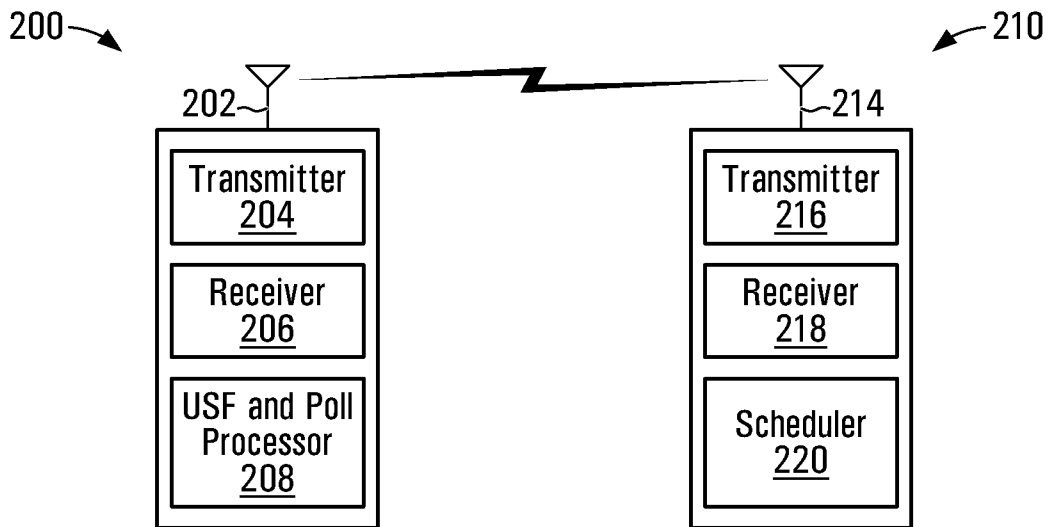 200
210
202
214
Transmitter
204
Transmitter
216
Receiver
206
Receiver
218
USF and Poll
Processor
208
Scheduler
220